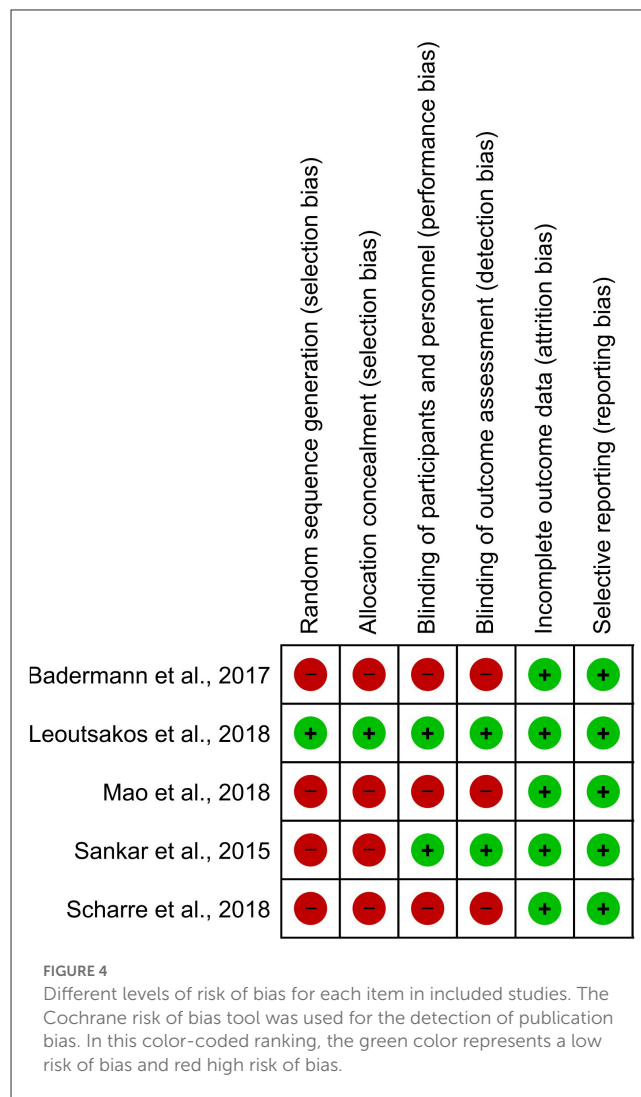 Random sequence generation (selection bias)
Allocation concealment (selection bias)
Blinding of participants and personnel (performance bias)
Blinding of outcome assessment (detection bias)
Incomplete outcome data (attrition bias)
Selective reporting (reporting bias)
Badermann et al., 2017 − − − − + +
Leoutsakos et al., 2018 + + + + + +
Mao et al., 2018 − − − − + +
Sankar et al., 2015 − − + + + +
Scharre et al., 2018 − − − − + +
FIGURE 4
Different levels of risk of bias for each item in included studies. The
Cochrane risk of bias tool was used for the detection of publication
bias. In this color-coded ranking, the green color represents a low
risk of bias and red high risk of bias.